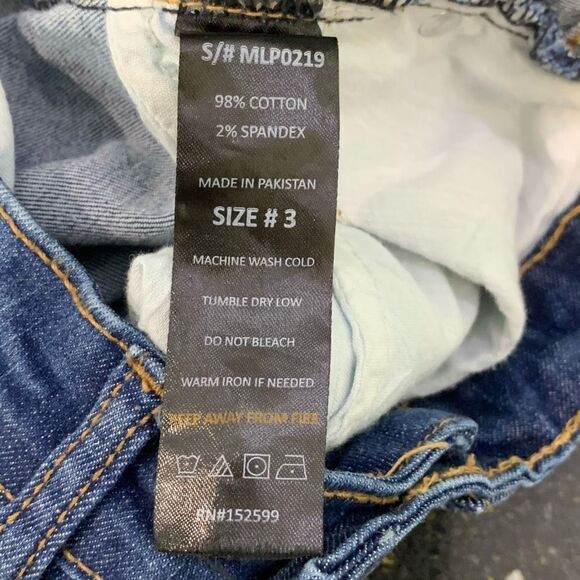 S/# MLP0219
98% COTTON
2% SPANDEX
MADE IN PAKISTAN
SIZE # 3
MACHINE WASH COLD
TUMBLE DRY LOW
DO NOT BLEACH
WARM IRON IF NEEDED
KEEP AWAY FROM FIRE
RN#152599